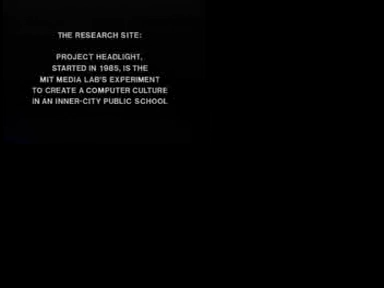 THE RESEARCH SITE:
PROJECT HEADLIGHT,
STARTED IN 1985, IS THE
MIT MEDIA LAB'S EXPERIMENT
TO CREATE A COMPUTER CULTURE
IN AN INNER-CITY PUBLIC SCHOOL